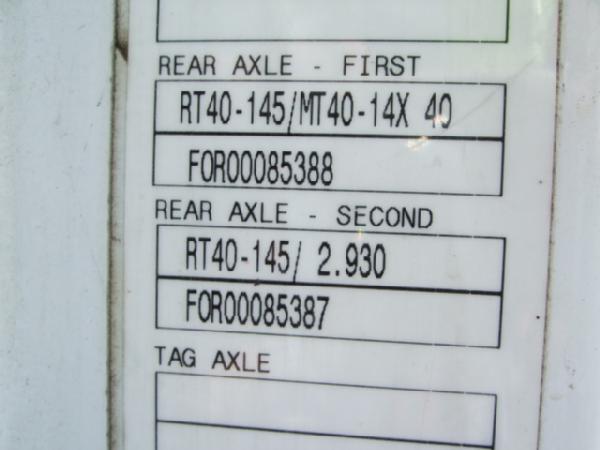 REAR AXLE - FIRST
RT40-145/MT40-14X 40
FOR00085388
REAR AXLE - SECOND
RT40-145/ 2.930
FOR00085387
TAG AXLE